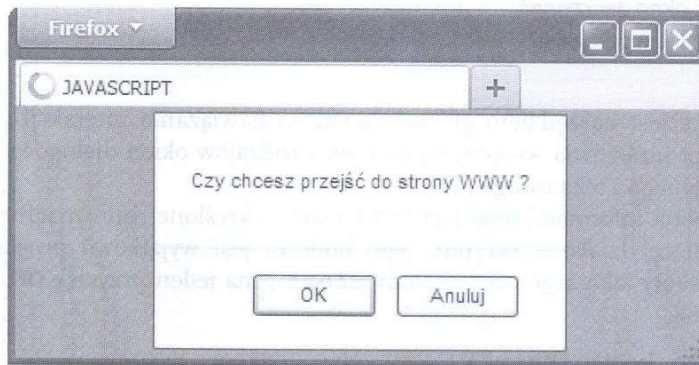 Firefox
JAVASCRIPT
Czy chcesz przejść do strony WWW ?
OK
Anuluj